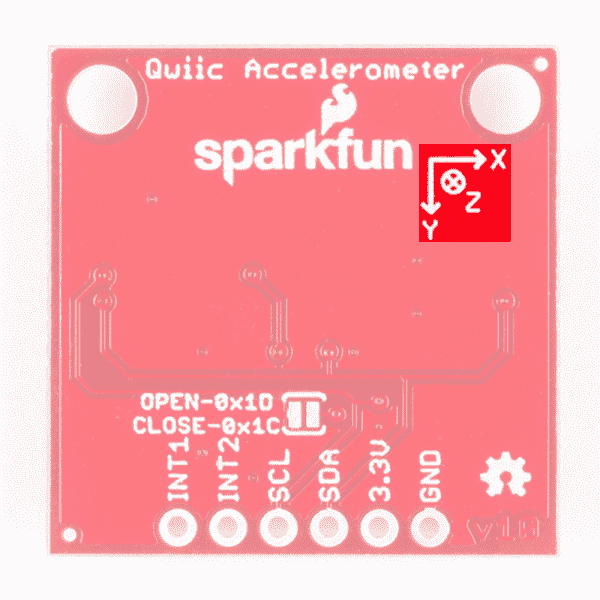 Qwiic Accelerometer
sparkfun
X
Z
Y
OPEN-0x1D
CLOSE-0x1C
INT1
INT2
SCL
SDA
3.3V
GND